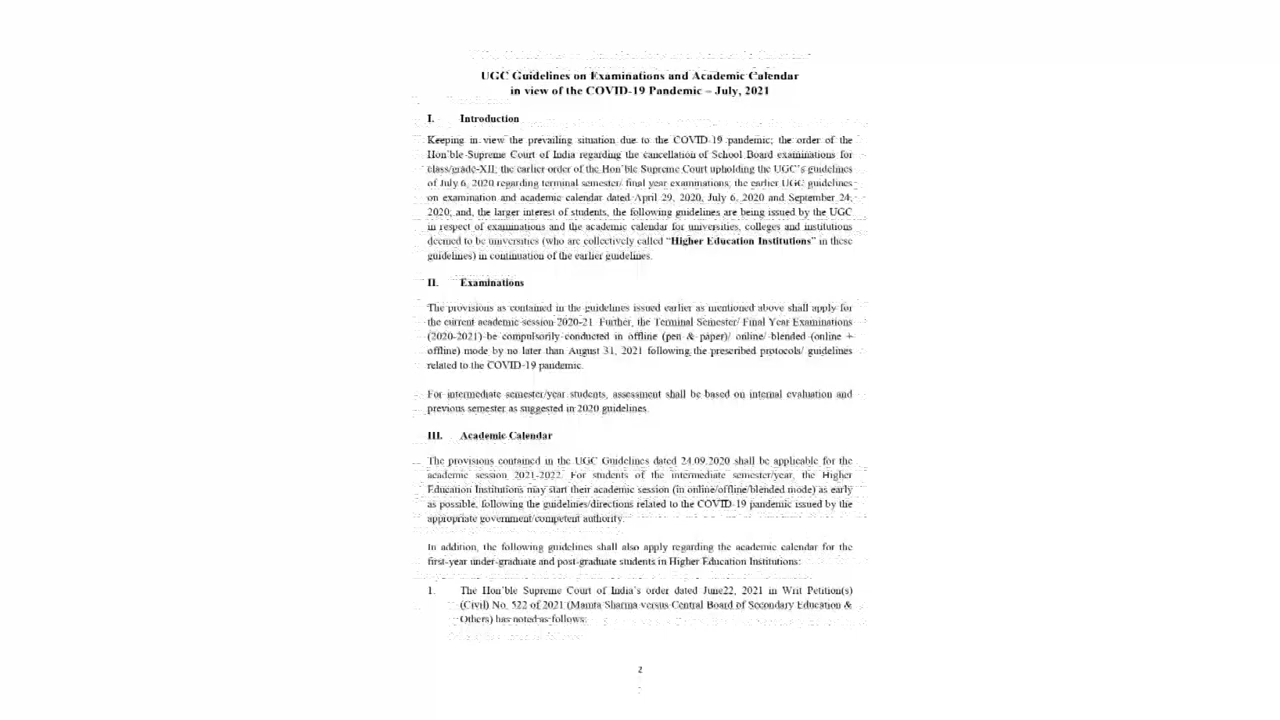 UGC Guidelines on Examinations and Academic Calendar
in view of the COVID-19 Pandemic – July, 2021
I. Introduction
Keeping in view the prevailing situation due to the COVID-19 pandemic; the order of the
Hon'ble Supreme Court of India regarding the cancellation of School Board examinations for
class/grade-XII; the earlier order of the Hon'ble Supreme Court upholding the UGC's guidelines
of July 6, 2020 regarding terminal semester/ final year examinations; the earlier UGC guidelines
on examination and academic calendar dated April 29, 2020, July 6, 2020 and September 24,
2020; and, the larger interest of students, the following guidelines are being issued by the UGC
in respect of examinations and the academic calendar for universities, colleges and institutions
deemed to be universities (who are collectively called "Higher Education Institutions" in these
guidelines) in continuation of the earlier guidelines.
II. Examinations
The provisions as contained in the guidelines issued earlier as mentioned above shall apply for
the current academic session 2020-21. Further, the Terminal Semester/ Final Year Examinations
(2020-2021) be compulsorily conducted in offline (pen & paper)/ online/ blended (online +
offline) mode by no later than August 31, 2021 following the prescribed protocols/ guidelines
related to the COVID-19 pandemic.
For intermediate semester/year students, assessment shall be based on internal evaluation and
previous semester as suggested in 2020 guidelines.
III. Academic Calendar
The provisions contained in the UGC Guidelines dated 24.09.2020 shall be applicable for the
academic session 2021-2022. For students of the intermediate semester/year, the Higher
Education Institutions may start their academic session (in online/offline/blended mode) as early
as possible, following the guidelines/directions related to the COVID-19 pandemic issued by the
appropriate government/competent authority.
In addition, the following guidelines shall also apply regarding the academic calendar for the
first-year under-graduate and post-graduate students in Higher Education Institutions:
1. The Hon'ble Supreme Court of India's order dated June22, 2021 in Writ Petition(s)
(Civil) No. 522 of 2021 (Mamta Sharma versus Central Board of Secondary Education &
Others) has noted as follows:
2